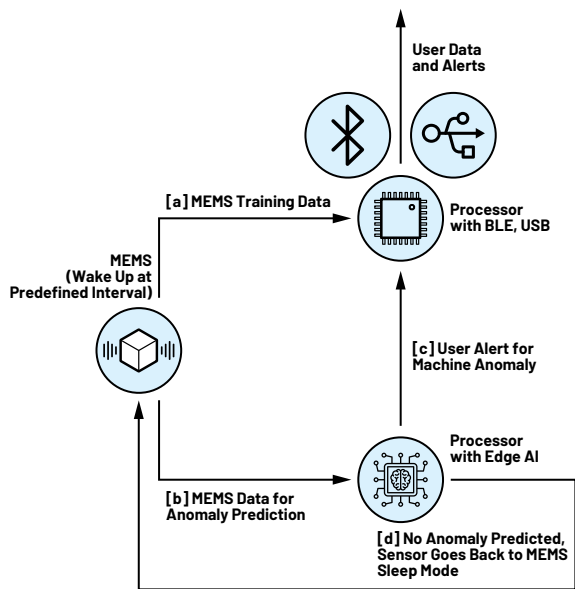 User Data
and Alerts
[a] MEMS Training Data
Processor
with BLE, USB
MEMS
(Wake Up at
Predefined Interval)
[c] User Alert for
Machine Anomaly
Processor
with Edge AI
[b] MEMS Data for
Anomaly Prediction
[d] No Anomaly Predicted,
Sensor Goes Back to MEMS
Sleep Mode